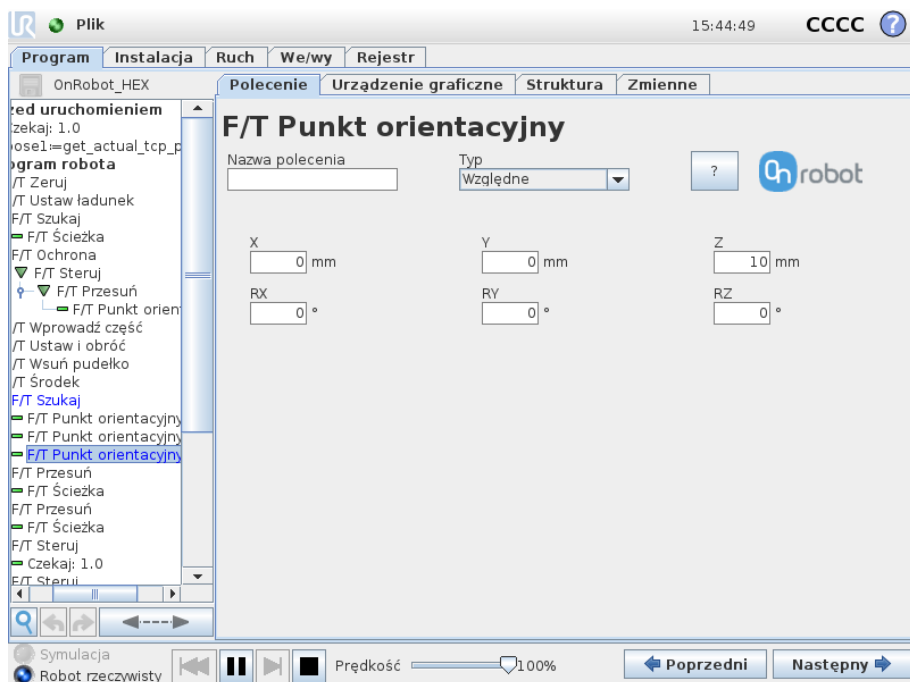 Plik 15:44:49 CCCC ?
Program Instalacja Ruch We/wy Rejestr
OnRobot_HEX
Polecenie Urządzenie graficzne Struktura Zmienne
zed uruchomieniem
zekaj: 1.0
pose1:=get_actual_tcp_p
ogram robota
/T Zeruj
/T Ustaw ładunek
F/T Szukaj
F/T Ścieżka
F/T Ochrona
F/T Steruj
F/T Przesuń
F/T Punkt orien
/T Wprowadź część
/T Ustaw i obróć
/T Wsuń pudełko
/T Środek
F/T Szukaj
F/T Punkt orientacyjny
F/T Punkt orientacyjny
F/T Punkt orientacyjny
F/T Przesuń
F/T Ścieżka
F/T Przesuń
F/T Ścieżka
F/T Steruj
Czekaj: 1.0
F/T Steruj
F/T Punkt orientacyjny
Nazwa polecenia Typ
Względne ? On robot
X Y Z
0 mm 0 mm 10 mm
RX RY RZ
0 ° 0 ° 0 °
Symulacja
Robot rzeczywisty
Prędkość 100% Poprzedni Następny